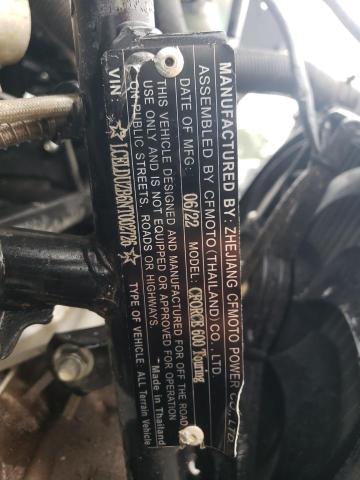 MANUFACTURED BY: ZHEJIANG CFMOTO POWER CO., LTD.
ASSEMBLED BY CFMOTO (THAILAND) CO., LTD
DATE OF MFG.: 06/22 MODEL: CFORCE 600 Touring
THIS VEHICLE DESIGNED AND MANUFACTURED FOR OFF THE ROAD
USE ONLY AND IS NOT EQUIPPED OR APPROVED FOR OPERATION
ON PUBLIC STREETS, ROADS OR HIGHWAYS.
Made in Thailand
VIN TYPE OF VEHICLE: All Terrain Vehicle